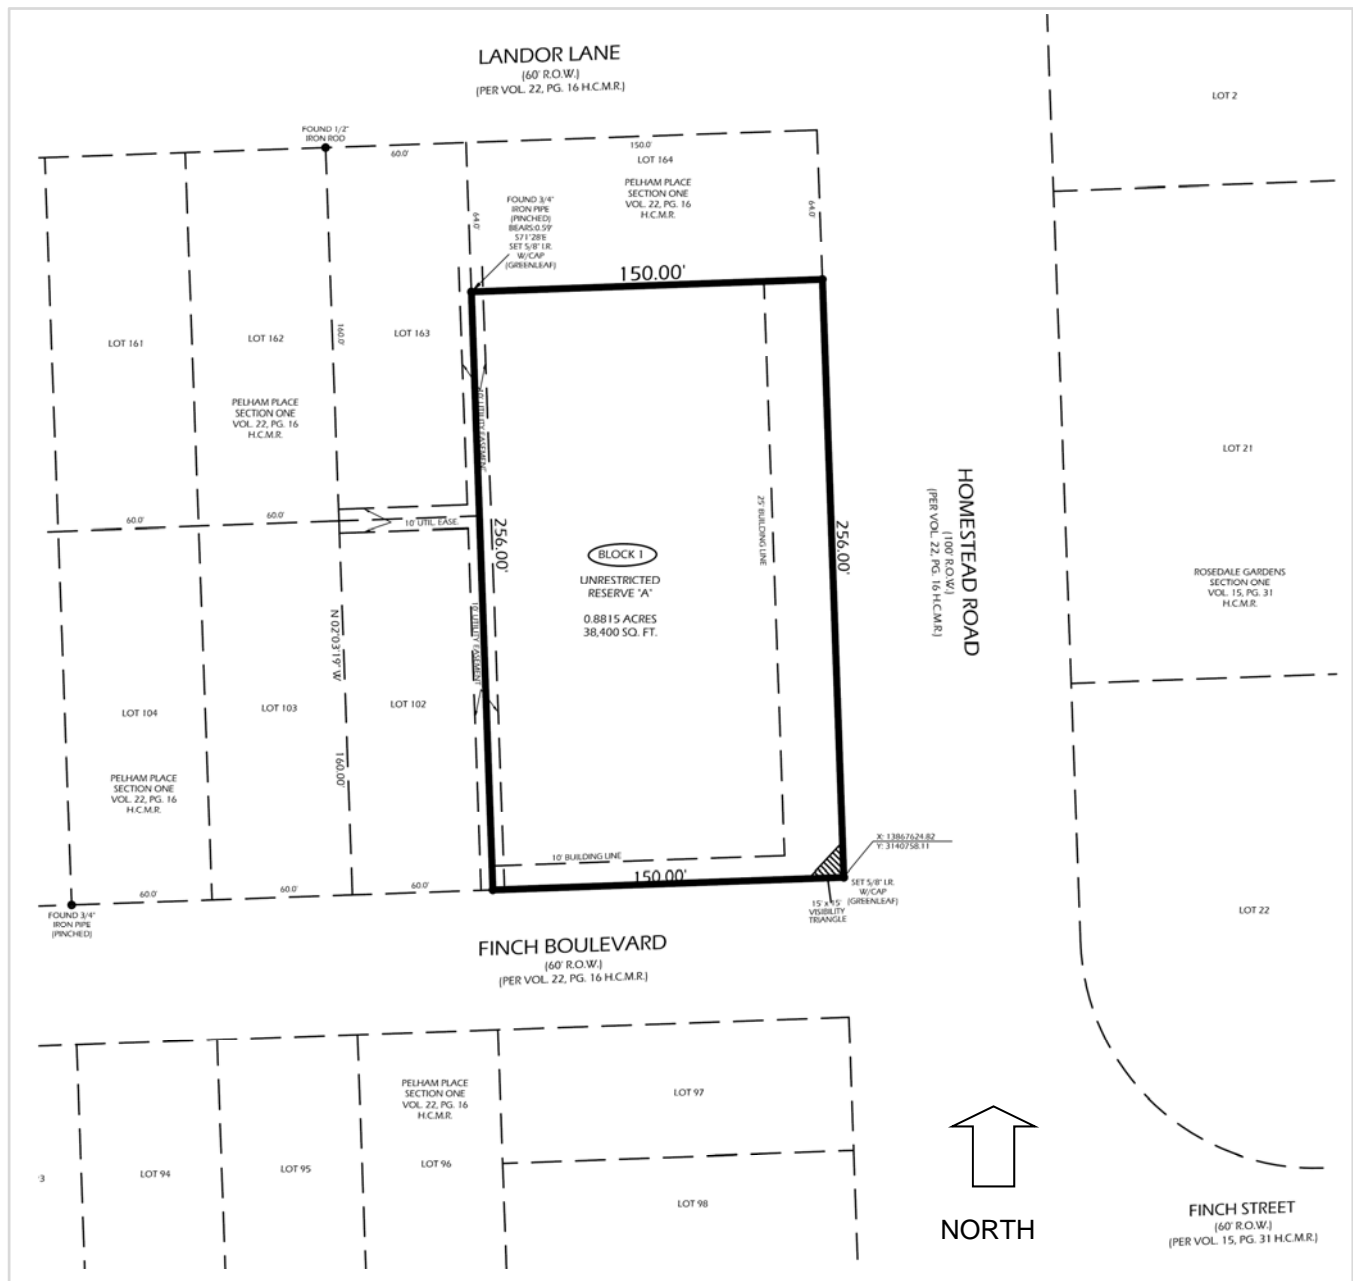 LANDOR LANE
(60' R.O.W.)
(PER VOL. 22, PG. 16 H.C.M.R.)
LOT 2
FOUND 1/2"
IRON ROD
60.0'
150.0'
LOT 164
PELHAM PLACE
SECTION ONE
VOL. 22, PG. 16
H.C.M.R.
FOUND 3/4"
IRON PIPE
(PINCHED)
BEARS:0.59'
S71°28'E
SET 5/8" I.R.
W/CAP
(GREENLEAF)
64.0'
64.0'
150.00'
LOT 161
LOT 162
160.0'
LOT 163
PELHAM PLACE
SECTION ONE
VOL. 22, PG. 16
H.C.M.R.
10' UTILITY EASEMENT
LOT 21
60.0'
60.0'
10' UTIL. EASE.
256.00'
25' BUILDING LINE
256.00'
HOMESTEAD ROAD
(100' R.O.W.)
(PER VOL. 22, PG. 16 H.C.M.R.)
BLOCK 1
UNRESTRICTED
RESERVE "A"
0.8815 ACRES
38,400 SQ. FT.
ROSEDALE GARDENS
SECTION ONE
VOL. 15, PG. 31
H.C.M.R.
N 02°03'19" W
10' UTILITY EASEMENT
LOT 104
LOT 103
LOT 102
160.00'
PELHAM PLACE
SECTION ONE
VOL. 22, PG. 16
H.C.M.R.
X: 13867624.82
Y: 3140758.11
10' BUILDING LINE
150.00'
60.0'
60.0'
60.0'
SET 5/8" I.R.
W/CAP
(GREENLEAF)
15' x 15'
VISIBILITY
TRIANGLE
FOUND 3/4"
IRON PIPE
(PINCHED)
LOT 22
FINCH BOULEVARD
(60' R.O.W.)
(PER VOL. 22, PG. 16 H.C.M.R.)
PELHAM PLACE
SECTION ONE
VOL. 22, PG. 16
H.C.M.R.
LOT 97
3
LOT 94
LOT 95
LOT 96
LOT 98
NORTH
FINCH STREET
(60' R.O.W.)
(PER VOL. 15, PG. 31 H.C.M.R.)